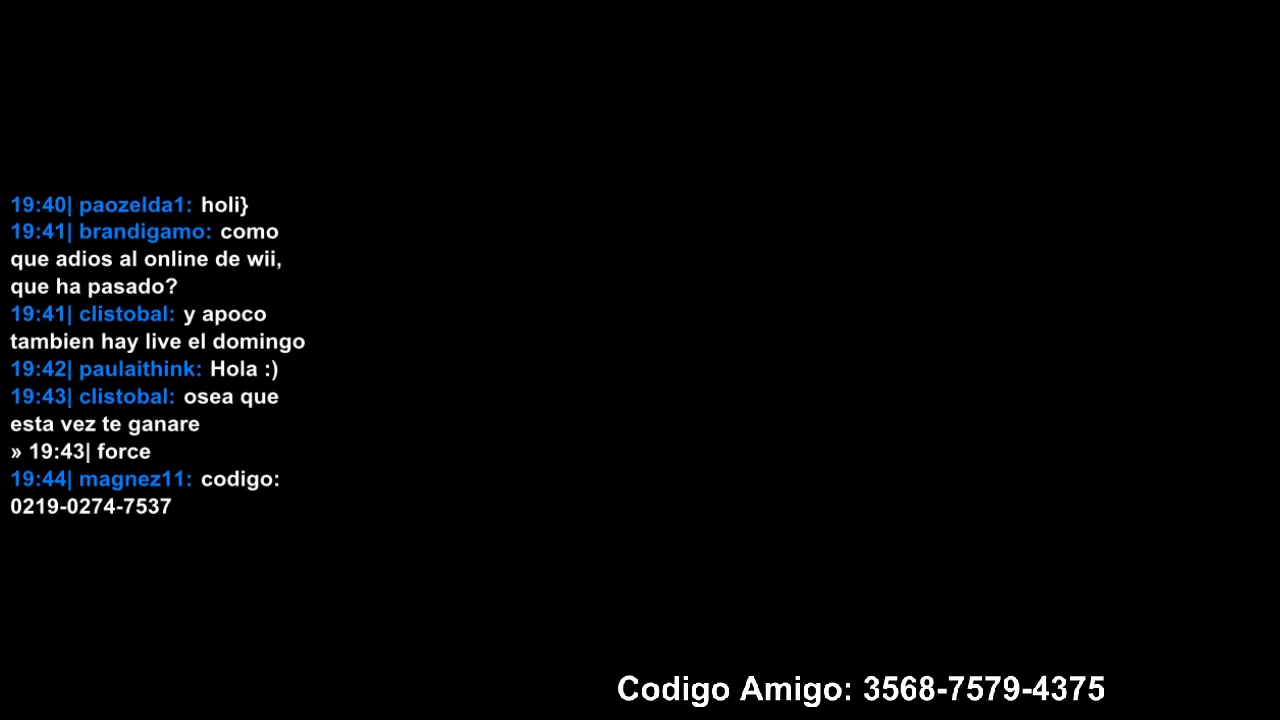 19:40| paozelda1: holi}
19:41| brandigamo: como
que adios al online de wii,
que ha pasado?
19:41| clistobal: y apoco
tambien hay live el domingo
19:42| paulaithink: Hola :)
19:43| clistobal: osea que
esta vez te ganare
» 19:43| force
19:44| magnez11: codigo:
0219-0274-7537
Codigo Amigo: 3568-7579-4375